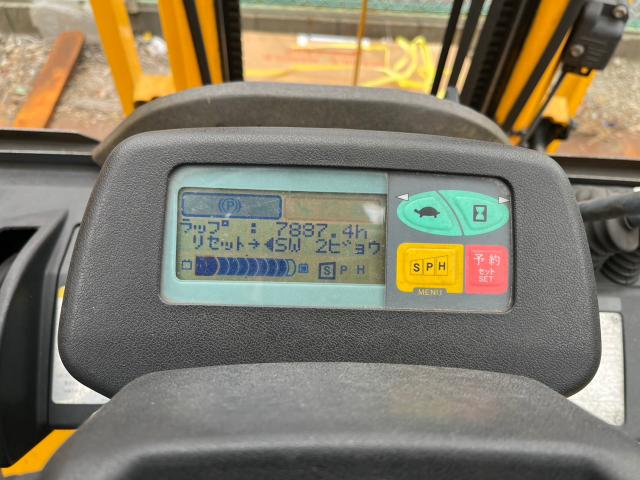 (P)
ラップ : 7887.4h
リセット→◀SW 2ビョウ
S P H
SPH
MENU
予約
セット
SET